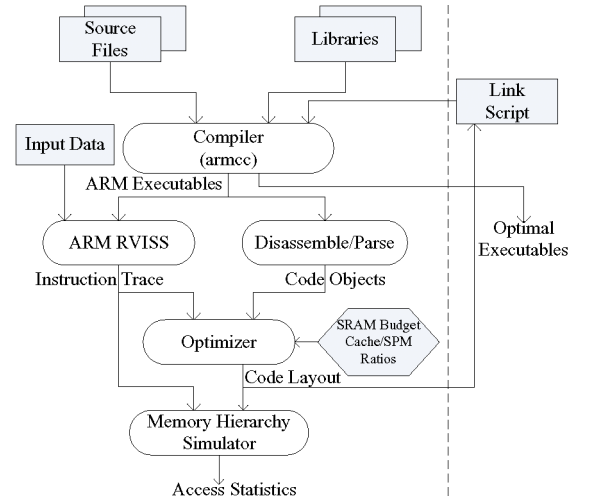 Source
Files
Libraries
Link
Script
Compiler
(armcc)
Input Data
ARM Executables
Optimal
Executables
ARM RVISS
Disassemble/Parse
Instruction Trace
Code Objects
SRAM Budget
Cache/SPM
Ratios
Optimizer
Code Layout
Memory Hierarchy
Simulator
Access Statistics